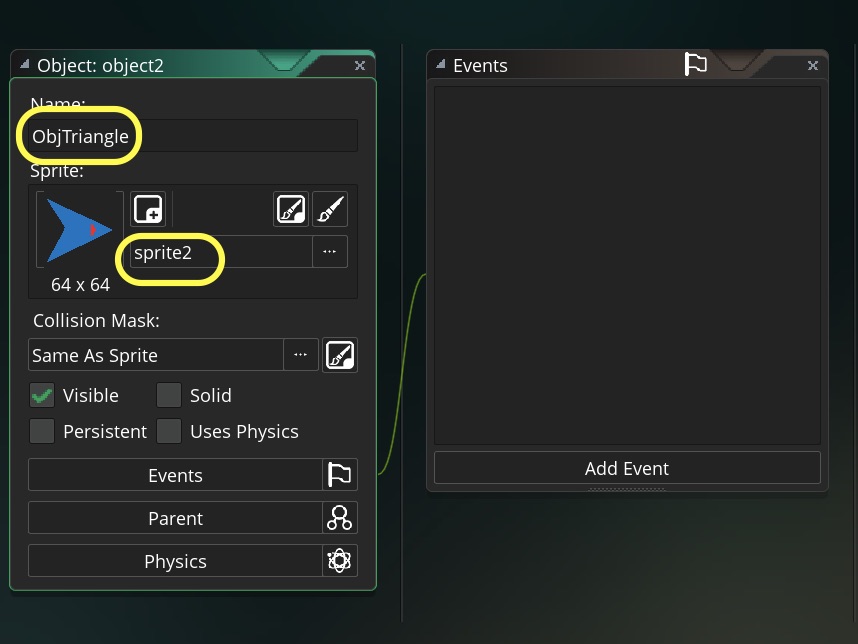 Object: object2
Name:
ObjTriangle
Sprite:
sprite2
...
64 x 64
Collision Mask:
Same As Sprite
...
Visible
Solid
Persistent
Uses Physics
Events
Parent
Physics
Events
Add Event